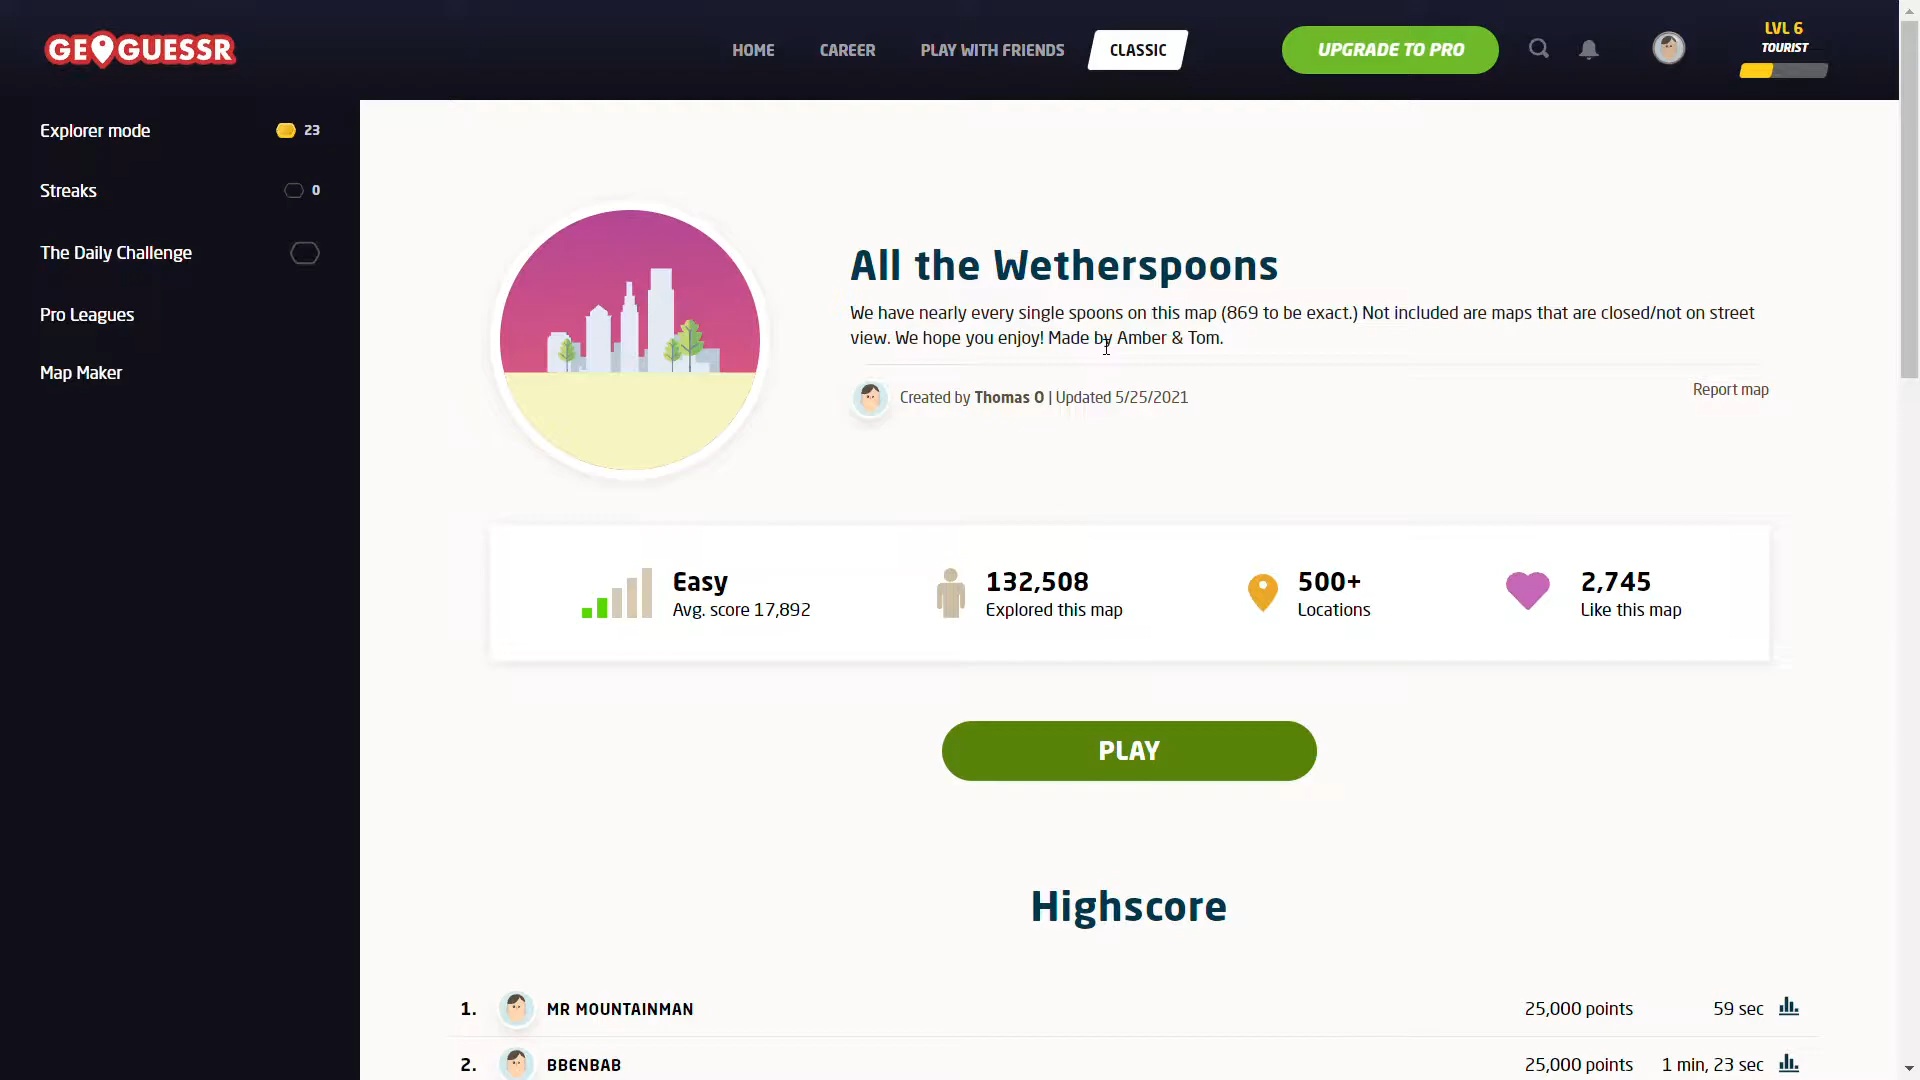 GEOGUESSR
HOME
CAREER
PLAY WITH FRIENDS
CLASSIC
UPGRADE TO PRO
LVL 6
TOURIST
Explorer mode
23
Streaks
0
The Daily Challenge
Pro Leagues
Map Maker
All the Wetherspoons
We have nearly every single spoons on this map (869 to be exact.) Not included are maps that are closed/not on street
view. We hope you enjoy! Made by Amber & Tom.
Created by Thomas O | Updated 5/25/2021
Report map
Easy
Avg. score 17,892
132,508
Explored this map
500+
Locations
2,745
Like this map
PLAY
Highscore
1. MR MOUNTAINMAN 25,000 points 59 sec
2. BBENBAB 25,000 points 1 min, 23 sec